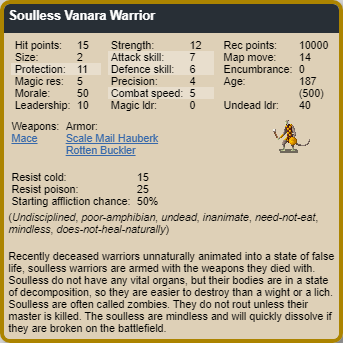 Soulless Vanara Warrior
Hit points: 15 Strength: 12 Rec points: 10000
Size: 2 Attack skill: 7 Map move: 14
Protection: 11 Defence skill: 6 Encumbrance: 0
Magic res: 5 Precision: 4 Age: 187
Morale: 50 Combat speed: 5 (500)
Leadership: 10 Magic ldr: 0 Undead ldr: 40
Weapons: Armor:
Mace Scale Mail Hauberk
Rotten Buckler
Resist cold: 15
Resist poison: 25
Starting affliction chance: 50%
(Undisciplined, poor-amphibian, undead, inanimate, need-not-eat,
mindless, does-not-heal-naturally)
Recently deceased warriors unnaturally animated into a state of false
life, soulless warriors are armed with the weapons they died with.
Soulless do not have any vital organs, but their bodies are in a state
of decomposition, so they are easier to destroy than a wight or a lich.
Soulless are often called zombies. They do not rout unless their
master is killed. The soulless are mindless and will quickly dissolve if
they are broken on the battlefield.